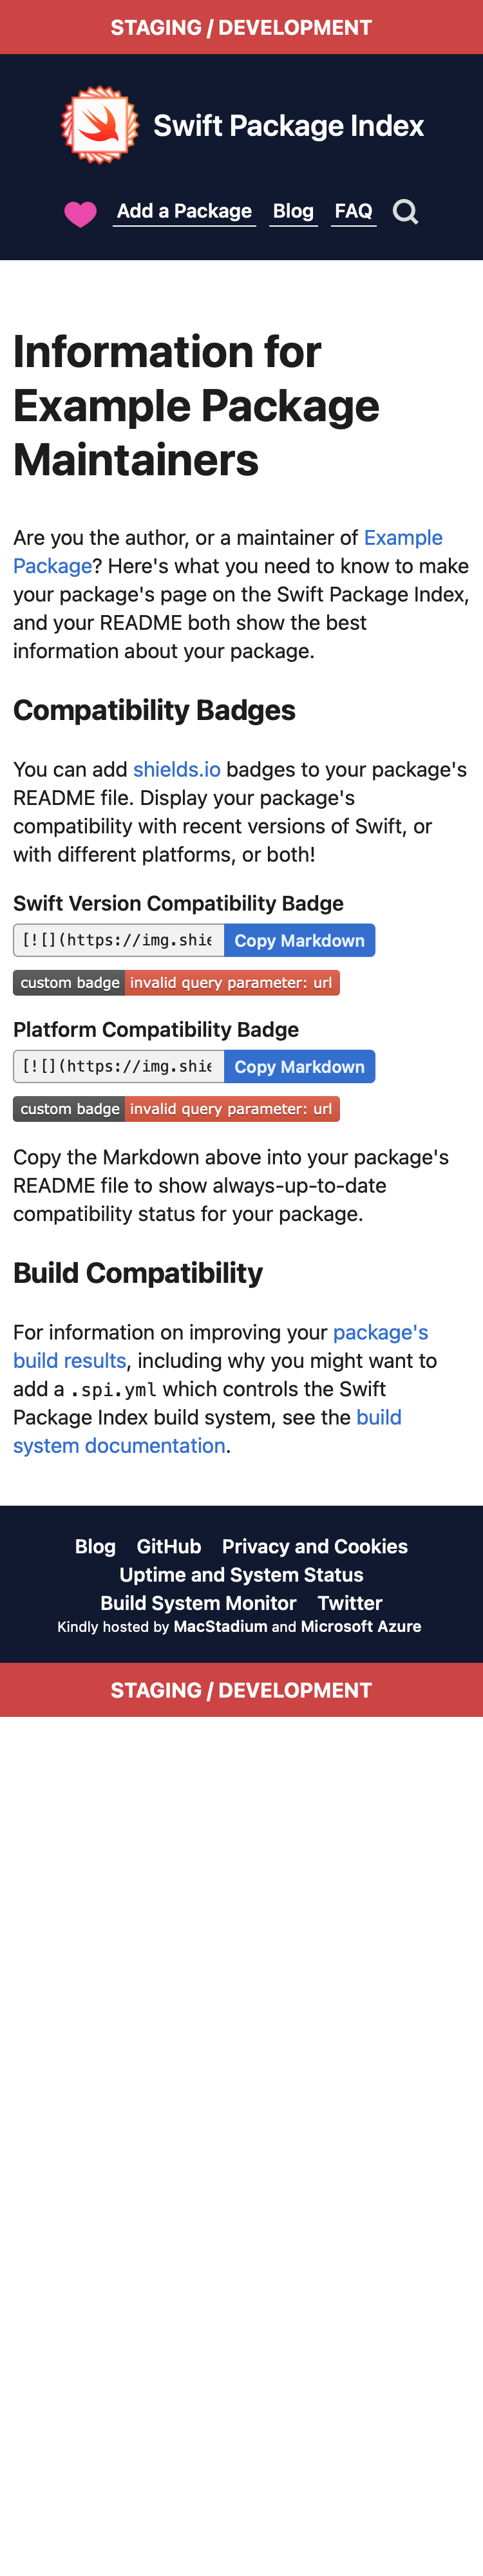 STAGING / DEVELOPMENT
Swift Package Index
Add a Package Blog FAQ
Information for
Example Package
Maintainers
Are you the author, or a maintainer of Example
Package? Here's what you need to know to make
your package's page on the Swift Package Index,
and your README both show the best
information about your package.
Compatibility Badges
You can add shields.io badges to your package's
README file. Display your package's
compatibility with recent versions of Swift, or
with different platforms, or both!
Swift Version Compatibility Badge
[![](https://img.shie Copy Markdown
custom badge invalid query parameter: url
Platform Compatibility Badge
[![](https://img.shie Copy Markdown
custom badge invalid query parameter: url
Copy the Markdown above into your package's
README file to show always-up-to-date
compatibility status for your package.
Build Compatibility
For information on improving your package's
build results, including why you might want to
add a .spi.yml which controls the Swift
Package Index build system, see the build
system documentation.
Blog GitHub Privacy and Cookies
Uptime and System Status
Build System Monitor Twitter
Kindly hosted by MacStadium and Microsoft Azure
STAGING / DEVELOPMENT